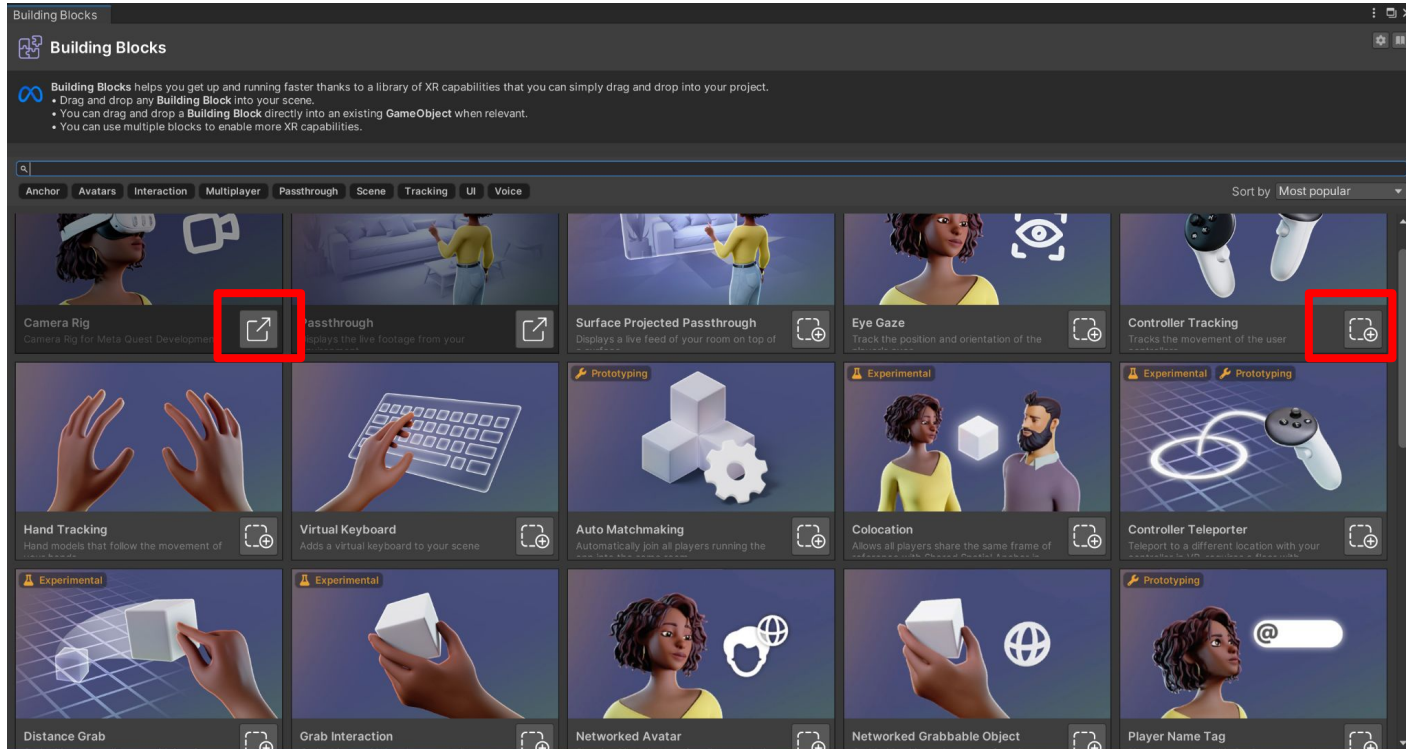 Building Blocks
Building Blocks
Building Blocks helps you get up and running faster thanks to a library of XR capabilities that you can simply drag and drop into your project.
• Drag and drop any Building Block into your scene.
• You can drag and drop a Building Block directly into an existing GameObject when relevant.
• You can use multiple blocks to enable more XR capabilities.
Anchor Avatars Interaction Multiplayer Passthrough Scene Tracking UI Voice
Sort by Most popular
Camera Rig
Camera Rig for Meta Quest Developmen
assthrough
isplays the live footage from your
Surface Projected Passthrough
Displays a live feed of your room on top of
Eye Gaze
Track the position and orientation of the
Controller Tracking
Tracks the movement of the user
Hand Tracking
Hand models that follow the movement of
Virtual Keyboard
Adds a virtual keyboard to your scene
Prototyping
Auto Matchmaking
Automatically join all players running the
Experimental
Colocation
Allows all players share the same frame of
Experimental Prototyping
Controller Teleporter
Teleport to a different location with your
Experimental
Distance Grab
Experimental
Grab Interaction
Networked Avatar
Networked Grabbable Object
Prototyping
@
Player Name Tag